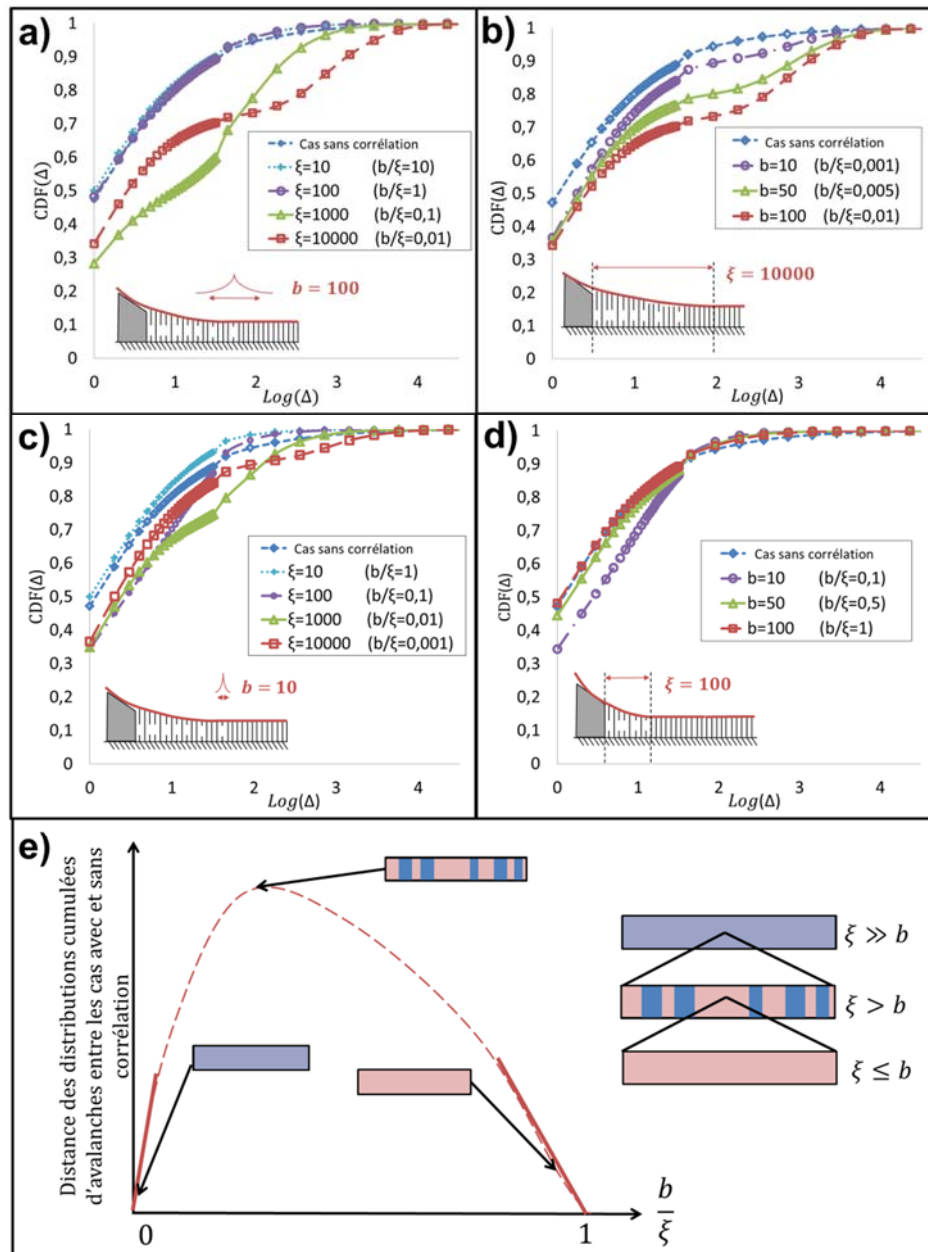 a)
CDF(Δ)
1
0,9
0,8
0,7
0,6
0,5
0,4
0,3
0,2
0,1
0
0 1 2 3 4
Log(Δ)
Cas sans corrélation
ξ=10 (b/ξ=10)
ξ=100 (b/ξ=1)
ξ=1000 (b/ξ=0,1)
ξ=10000 (b/ξ=0,01)
b = 100
b)
CDF(Δ)
1
0,9
0,8
0,7
0,6
0,5
0,4
0,3
0,2
0,1
0
0 1 2 3 4
Log(Δ)
Cas sans corrélation
b=10 (b/ξ=0,001)
b=50 (b/ξ=0,005)
b=100 (b/ξ=0,01)
ξ = 10000
c)
CDF(Δ)
1
0,9
0,8
0,7
0,6
0,5
0,4
0,3
0,2
0,1
0
0 1 2 3 4
Log(Δ)
Cas sans corrélation
ξ=10 (b/ξ=1)
ξ=100 (b/ξ=0,1)
ξ=1000 (b/ξ=0,01)
ξ=10000 (b/ξ=0,001)
b = 10
d)
CDF(Δ)
1
0,9
0,8
0,7
0,6
0,5
0,4
0,3
0,2
0,1
0
0 1 2 3 4
Log(Δ)
Cas sans corrélation
b=10 (b/ξ=0,1)
b=50 (b/ξ=0,5)
b=100 (b/ξ=1)
ξ = 100
e)
Distance des distributions cumulées
d'avalanches entre les cas avec et sans
corrélation
0
1
b
ξ
ξ ≫ b
ξ > b
ξ ≤ b